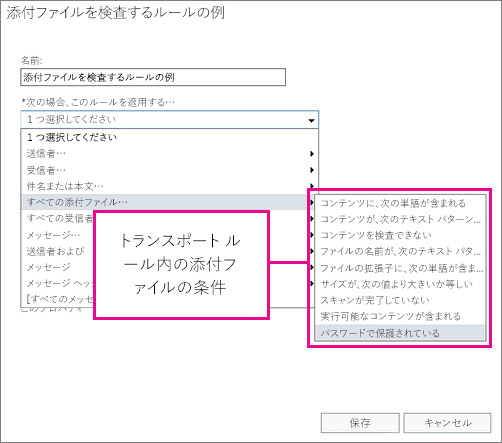 添付ファイルを検査するルールの例
名前:
添付ファイルを検査するルールの例
*次の場合、このルールを適用する…
1 つ選択してください
1 つ選択してください
送信者…
受信者…
件名または本文…
すべての添付ファイル…
すべての受信者
メッセージ…
送信者および
メッセージ
メッセージ ヘッ
[すべてのメッセ
このプロパティ
トランスポート ル
ール内の添付フ
ァイルの条件
コンテンツに、次の単語が含まれる
コンテンツが、次のテキスト パターン...
コンテンツを検査できない
ファイルの名前が、次のテキスト パタ...
ファイルの拡張子に、次の単語が含ま...
サイズが、次の値より大きいか等しい
スキャンが完了していない
実行可能なコンテンツが含まれる
パスワードで保護されている
保存
キャンセル